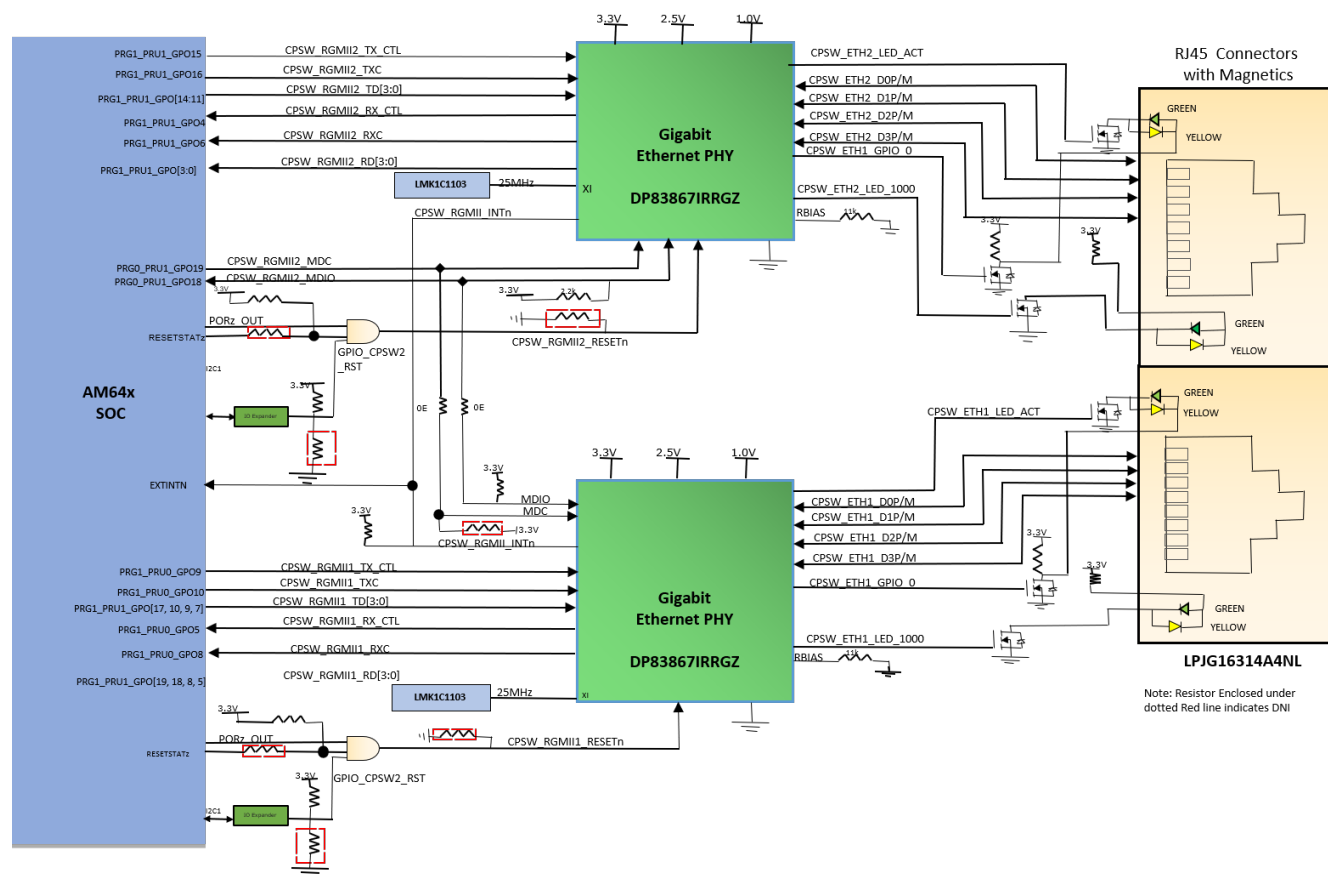 3.3V
2.5V
1.0V
PRG1_PRU1_GPO15
CPSW_RGMII2_TX_CTL
CPSW_ETH2_LED_ACT
RJ45 Connectors
with Magnetics
PRG1_PRU1_GPO16
CPSW_RGMII2_TXC
CPSW_ETH2_D0P/M
PRG1_PRU1_GPO[14:11]
CPSW_RGMII2_TD[3:0]
CPSW_ETH2_D1P/M
GREEN
PRG1_PRU1_GPO4
CPSW_RGMII2_RX_CTL
CPSW_ETH2_D2P/M
YELLOW
PRG1_PRU1_GPO6
CPSW_RGMII2_RXC
Gigabit
Ethernet PHY
CPSW_ETH2_D3P/M
CPSW_ETH1_GPIO_0
PRG1_PRU1_GPO[3:0]
CPSW_RGMII2_RD[3:0]
LMK1C1103
25MHz
XI
DP83867IRRGZ
CPSW_ETH2_LED_1000
CPSW_RGMII_INTn
RBIAS
11k
3.3V
3.3V
PRG0_PRU1_GPO19
CPSW_RGMII2_MDC
PRG0_PRU1_GPO18
CPSW_RGMII2_MDIO
3.3V
3.3V
2.2k
PORz_OUT
RESETSTATz
CPSW_RGMII2_RESETn
GREEN
YELLOW
GPIO_CPSW2
_RST
I2C1
AM64x
SOC
3.3V
IO Expander
0E
0E
CPSW_ETH1_LED_ACT
GREEN
YELLOW
3.3V
2.5V
1.0V
EXTINTN
3.3V
MDIO
MDC
3.3V
3.3V
CPSW_RGMII_INTn
CPSW_ETH1_D0P/M
CPSW_ETH1_D1P/M
CPSW_ETH1_D2P/M
CPSW_ETH1_D3P/M
3.3V
3.3V
PRG1_PRU0_GPO9
CPSW_RGMII1_TX_CTL
PRG1_PRU0_GPO10
CPSW_RGMII1_TXC
CPSW_ETH1_GPIO_0
PRG1_PRU1_GPO[17, 10, 9, 7]
CPSW_RGMII1_TD[3:0]
Gigabit
Ethernet PHY
GREEN
YELLOW
PRG1_PRU0_GPO5
CPSW_RGMII1_RX_CTL
CPSW_ETH1_LED_1000
PRG1_PRU0_GPO8
CPSW_RGMII1_RXC
DP83867IRRGZ
RBIAS
11k
LPJG16314A4NL
PRG1_PRU1_GPO[19, 18, 8, 5]
CPSW_RGMII1_RD[3:0]
LMK1C1103
25MHz
XI
Note: Resistor Enclosed under
dotted Red line indicates DNI
3.3V
PORz_OUT
RESETSTATz
CPSW_RGMII1_RESETn
3.3V
GPIO_CPSW2_RST
I2C1
IO Expander